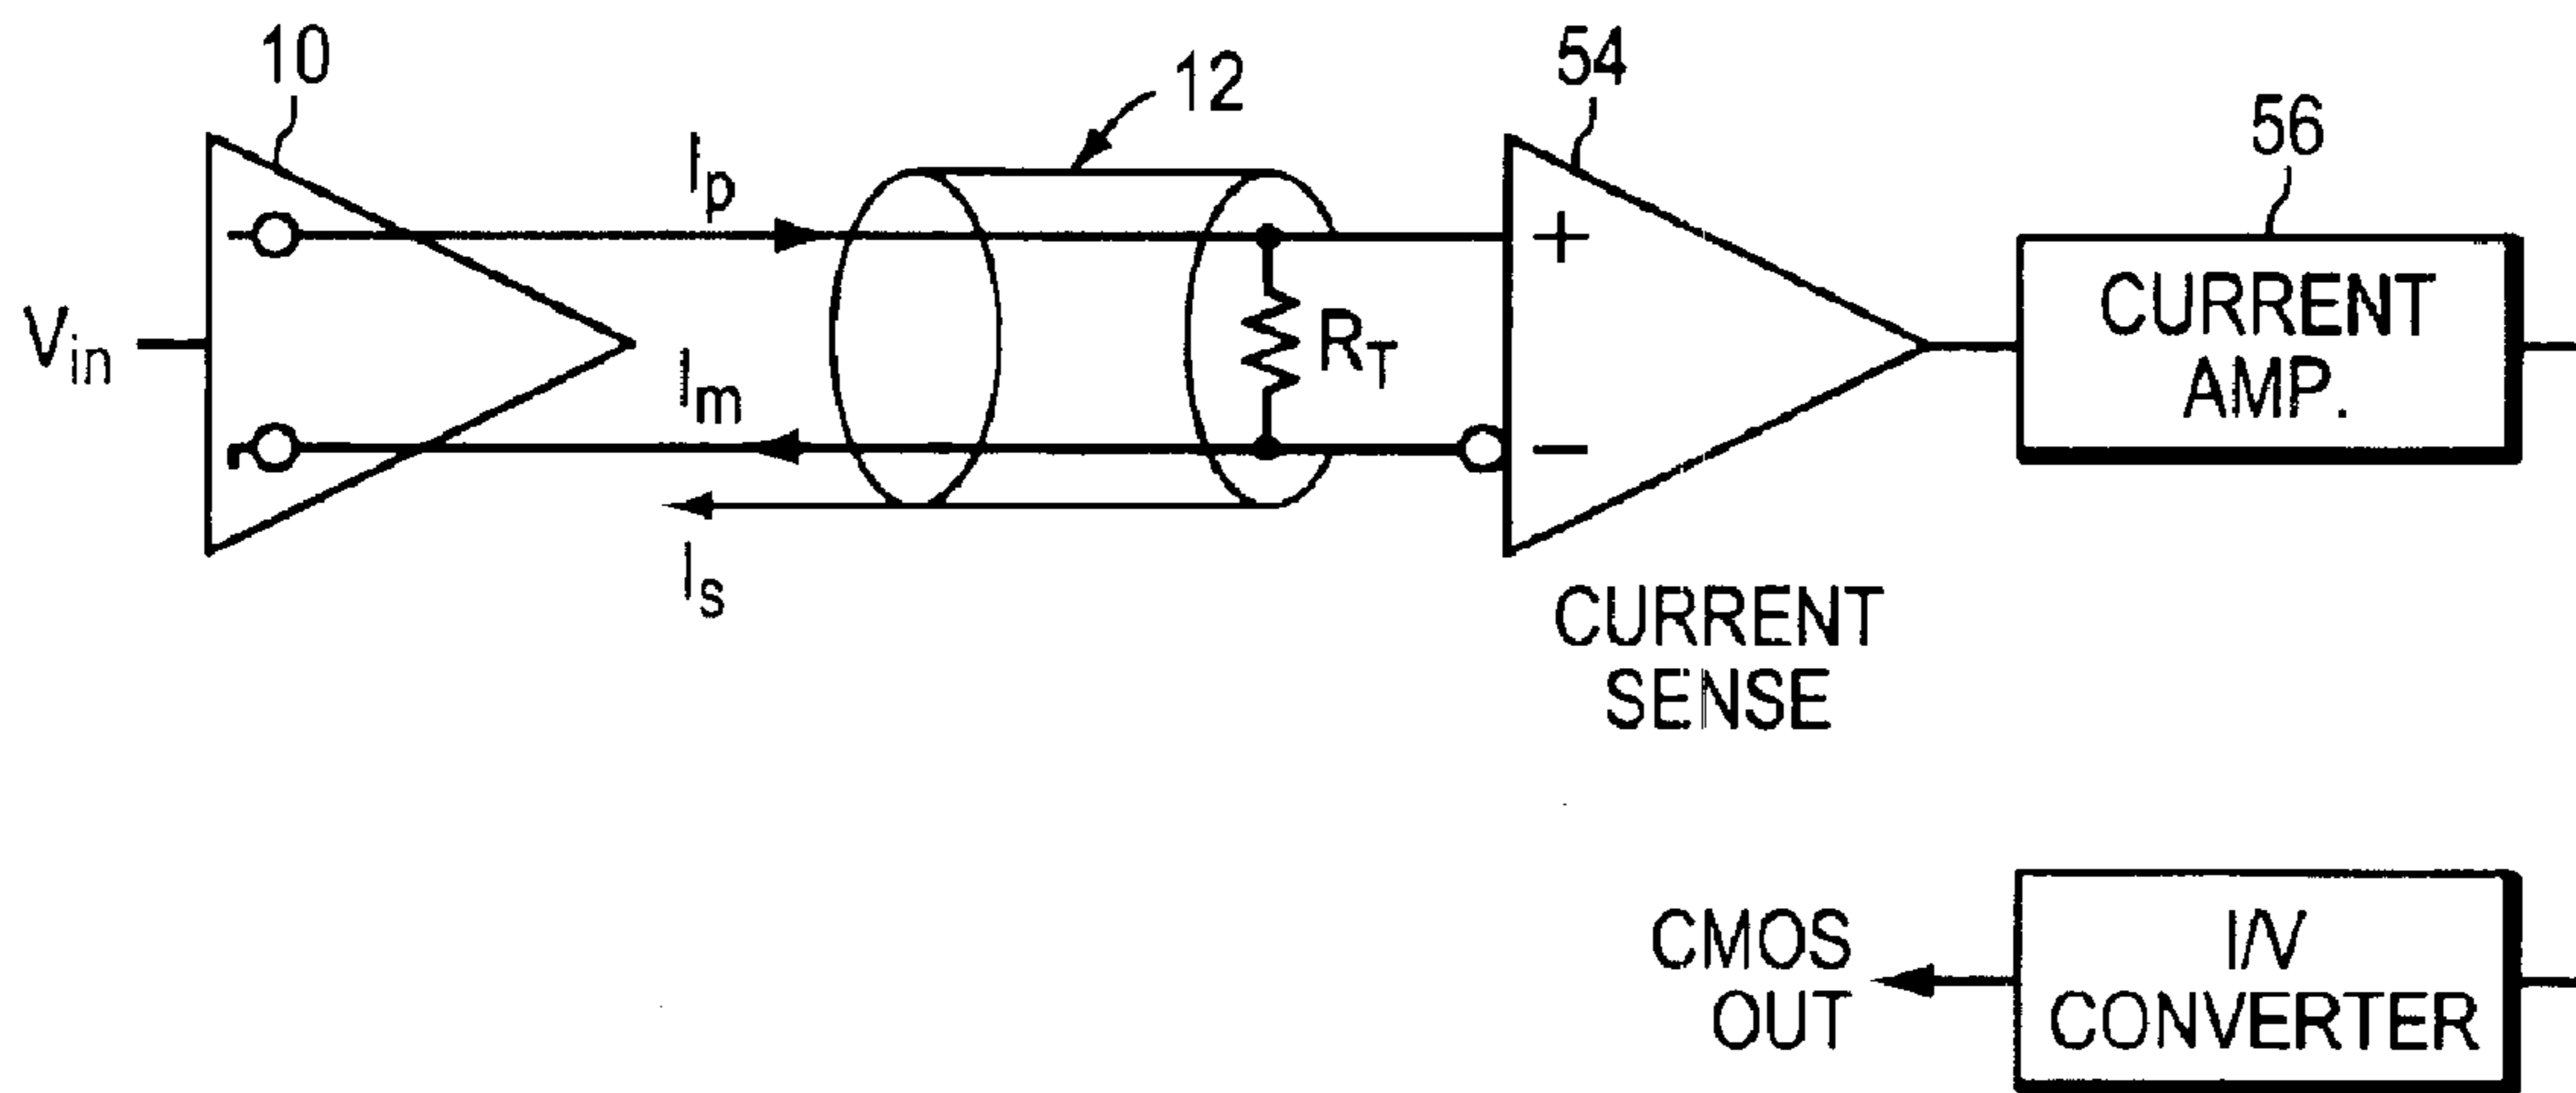 10
12
54
56
Ip
+
CURRENT
AMP.
Vin
RT
Im
−
Is
CURRENT
SENSE
CMOS
OUT
I/V
CONVERTER